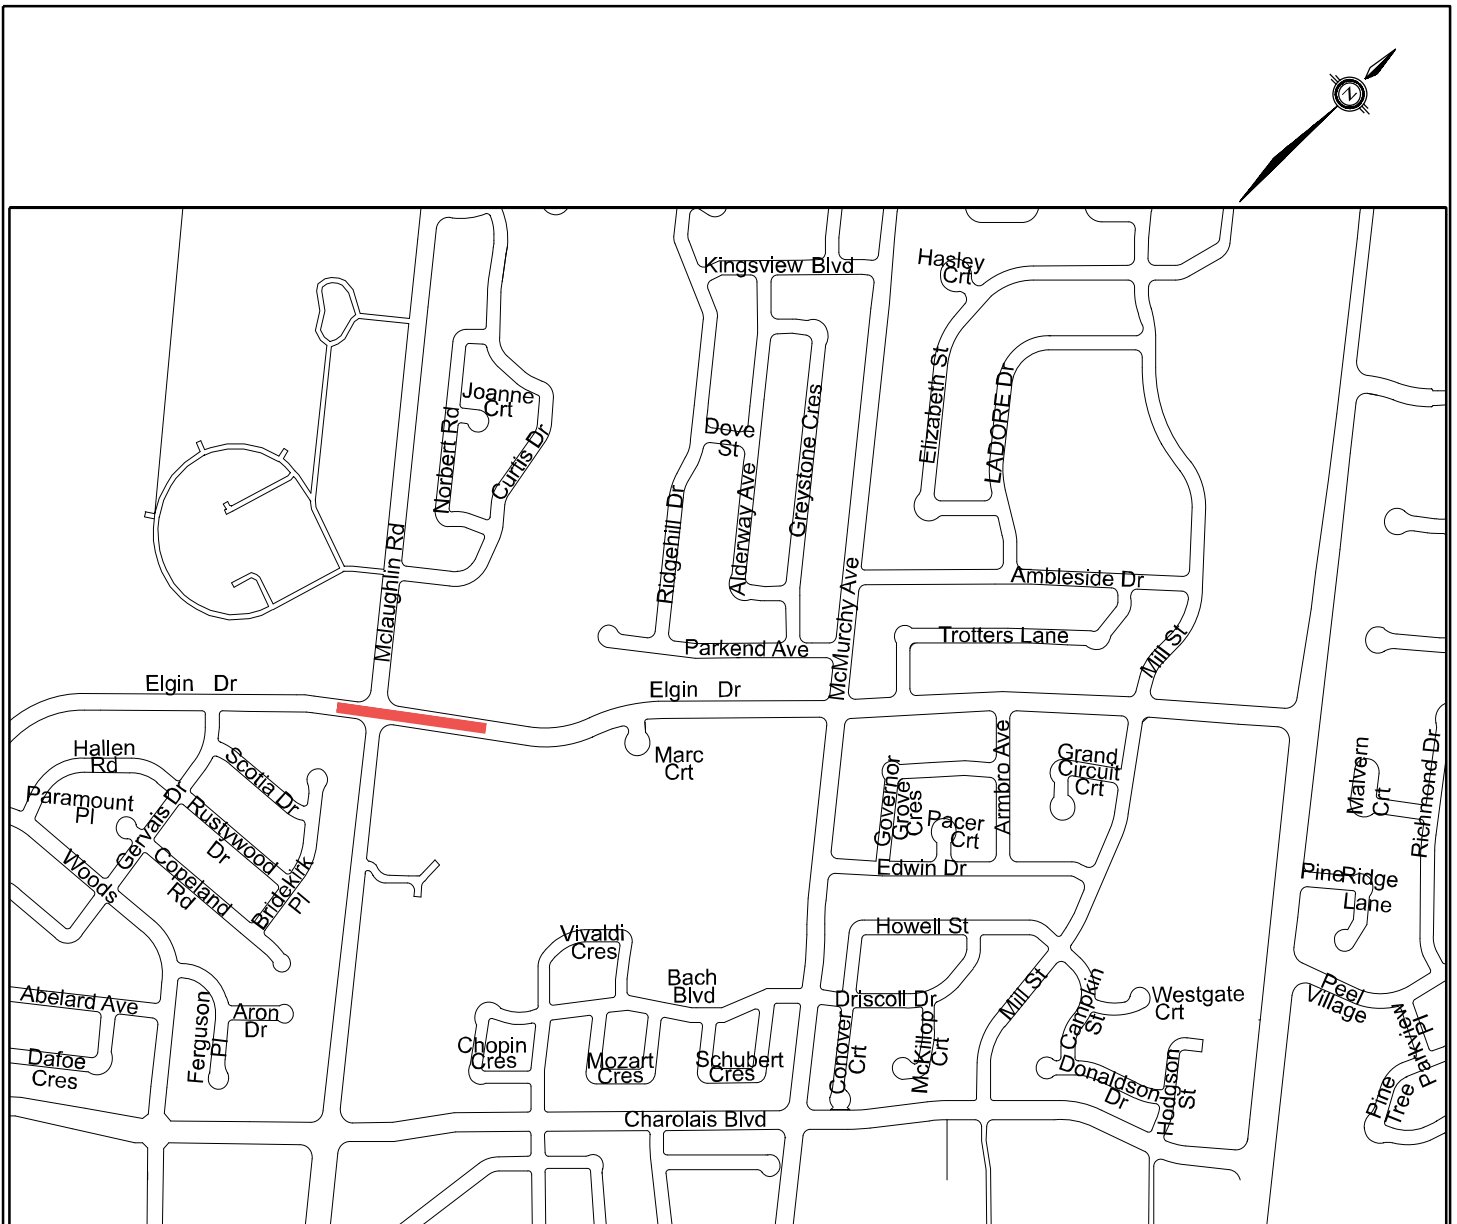 N
Kingsview Blvd
Hasley
Crt
Joanne
Crt
Norbert Rd
Curtis Dr
Dove
St
Ridgehill Dr
Alderway Ave
Greystone Cres
Elizabeth St
LADORE Dr
Mclaughlin Rd
McMurchy Ave
Ambleside Dr
Trotters Lane
Parkend Ave
Mill St
Elgin Dr
Elgin Dr
Marc
Crt
Hallen
Rd
Scotia Dr
Paramount
Pl
Gervais Dr
Rustywood
Dr
Woods
Copeland
Rd
Bridekirk
Pl
Governor
Grove
Cres
Pacer
Crt
Armbro Ave
Grand
Circuit
Crt
Malvern
Crt
Richmond Dr
Edwin Dr
PineRidge
Lane
Howell St
Vivaldi
Cres
Bach
Blvd
Driscoll Dr
Mill St
Campkin
St
Westgate
Crt
Peel
Village
Parkview
Pl
Abelard Ave
Ferguson
Pl
Aron
Dr
Dafoe
Cres
Chopin
Cres
Mozart
Cres
Schubert
Cres
Conover
Crt
McKillop
Crt
Donaldson
Dr
Hodgson
St
Pine
Tree
Charolais Blvd